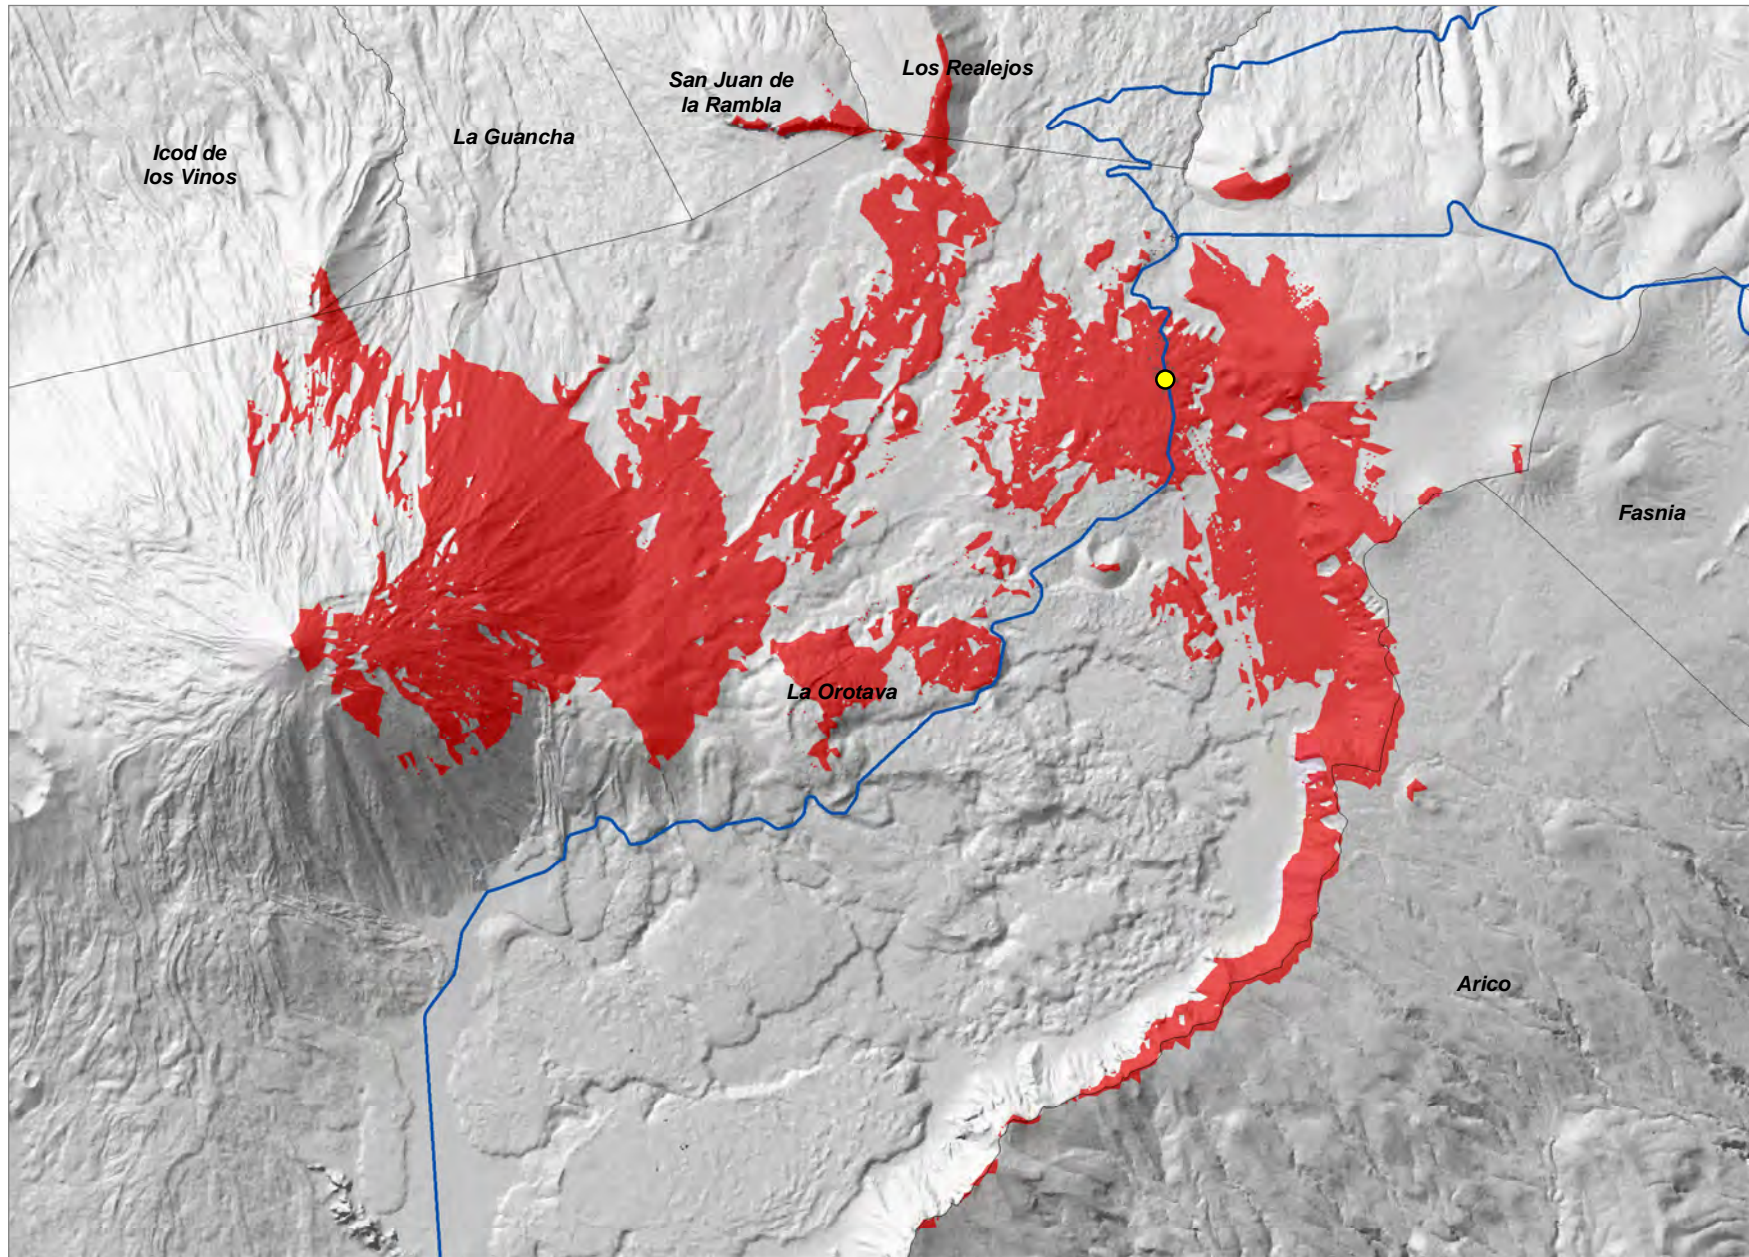 Los Realejos
San Juan de
la Rambla
La Guancha
Icod de
los Vinos
Fasnia
La Orotava
Arico